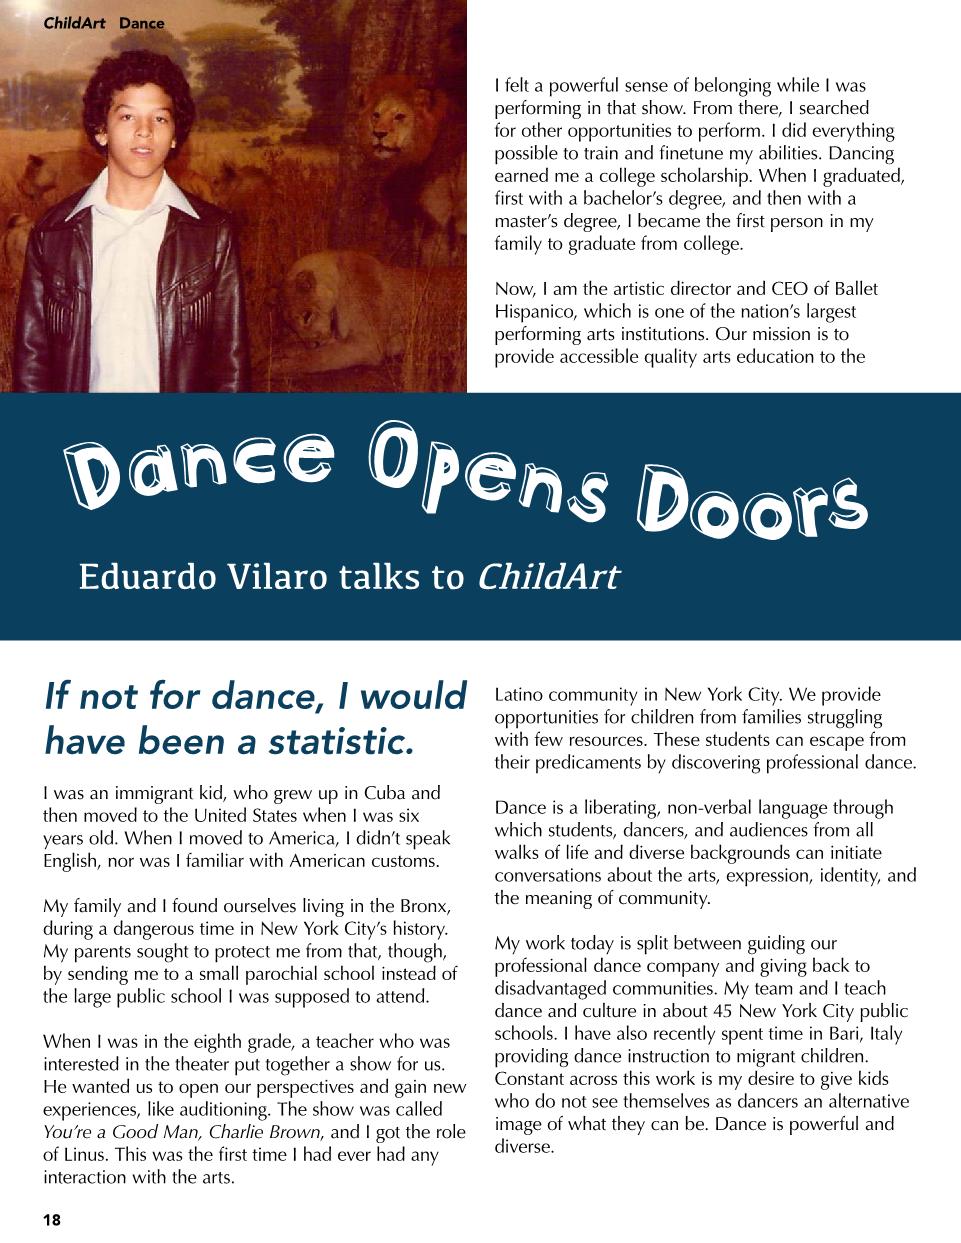 ChildArt Dance
Dance Opens Doors
Eduardo Vilaro talks to ChildArt
If not for dance, I would
have been a statistic.
I was an immigrant kid, who grew up in Cuba and
then moved to the United States when I was six
years old. When I moved to America, I didn’t speak
English, nor was I familiar with American customs.
My family and I found ourselves living in the Bronx,
during a dangerous time in New York City’s history.
My parents sought to protect me from that, though,
by sending me to a small parochial school instead of
the large public school I was supposed to attend.
When I was in the eighth grade, a teacher who was
interested in the theater put together a show for us.
He wanted us to open our perspectives and gain new
experiences, like auditioning. The show was called
You’re a Good Man, Charlie Brown, and I got the role
of Linus. This was the first time I had ever had any
interaction with the arts.
I felt a powerful sense of belonging while I was
performing in that show. From there, I searched
for other opportunities to perform. I did everything
possible to train and finetune my abilities. Dancing
earned me a college scholarship. When I graduated,
first with a bachelor’s degree, and then with a
master’s degree, I became the first person in my
family to graduate from college.
Now, I am the artistic director and CEO of Ballet
Hispanico, which is one of the nation’s largest
performing arts institutions. Our mission is to
provide accessible quality arts education to the
Latino community in New York City. We provide
opportunities for children from families struggling
with few resources. These students can escape from
their predicaments by discovering professional dance.
Dance is a liberating, non-verbal language through
which students, dancers, and audiences from all
walks of life and diverse backgrounds can initiate
conversations about the arts, expression, identity, and
the meaning of community.
My work today is split between guiding our
professional dance company and giving back to
disadvantaged communities. My team and I teach
dance and culture in about 45 New York City public
schools. I have also recently spent time in Bari, Italy
providing dance instruction to migrant children.
Constant across this work is my desire to give kids
who do not see themselves as dancers an alternative
image of what they can be. Dance is powerful and
diverse.
18